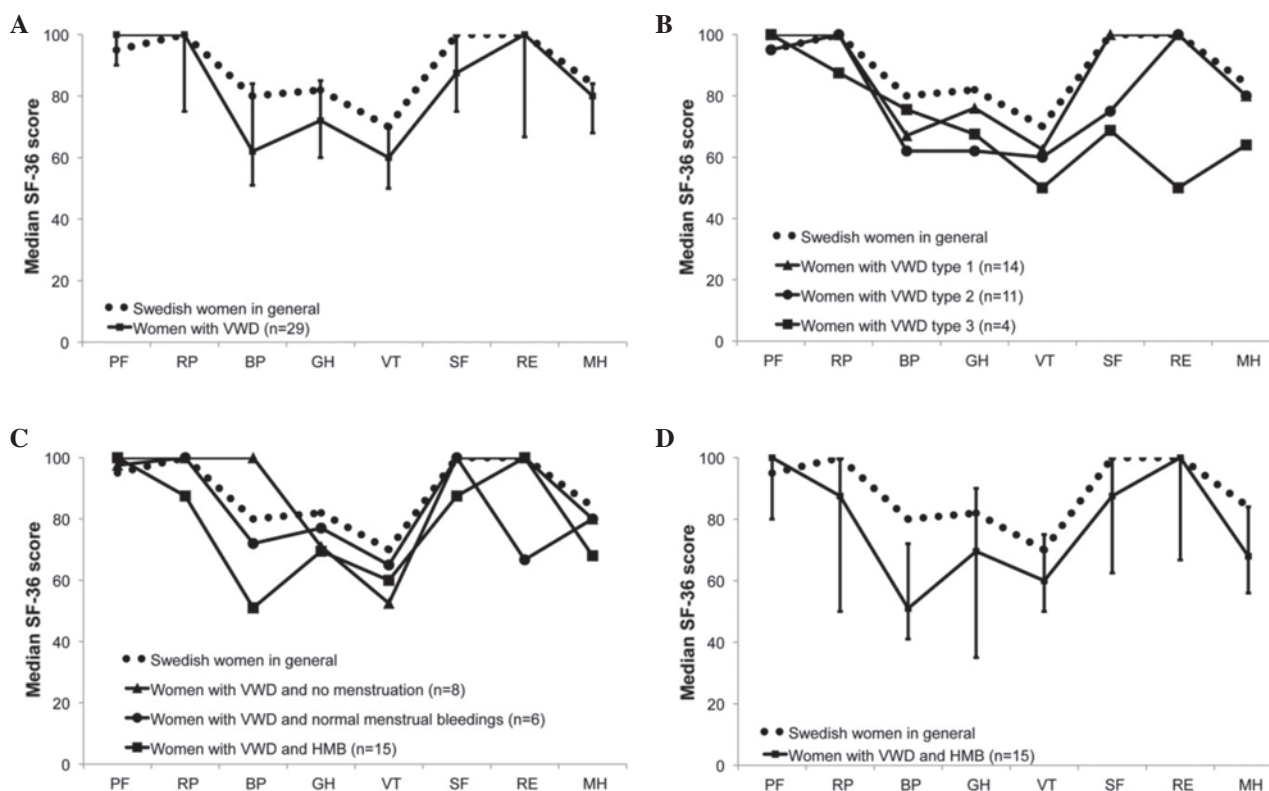 A
Median SF-36 score
100
80
60
40
20
0
Swedish women in general
Women with VWD (n=29)
PF RP BP GH VT SF RE MH
B
Median SF-36 score
100
80
60
40
20
0
Swedish women in general
Women with VWD type 1 (n=14)
Women with VWD type 2 (n=11)
Women with VWD type 3 (n=4)
PF RP BP GH VT SF RE MH
C
Median SF-36 score
100
80
60
40
20
0
Swedish women in general
Women with VWD and no menstruation (n=8)
Women with VWD and normal menstrual bleedings (n=6)
Women with VWD and HMB (n=15)
PF RP BP GH VT SF RE MH
D
Median SF-36 score
100
80
60
40
20
0
Swedish women in general
Women with VWD and HMB (n=15)
PF RP BP GH VT SF RE MH